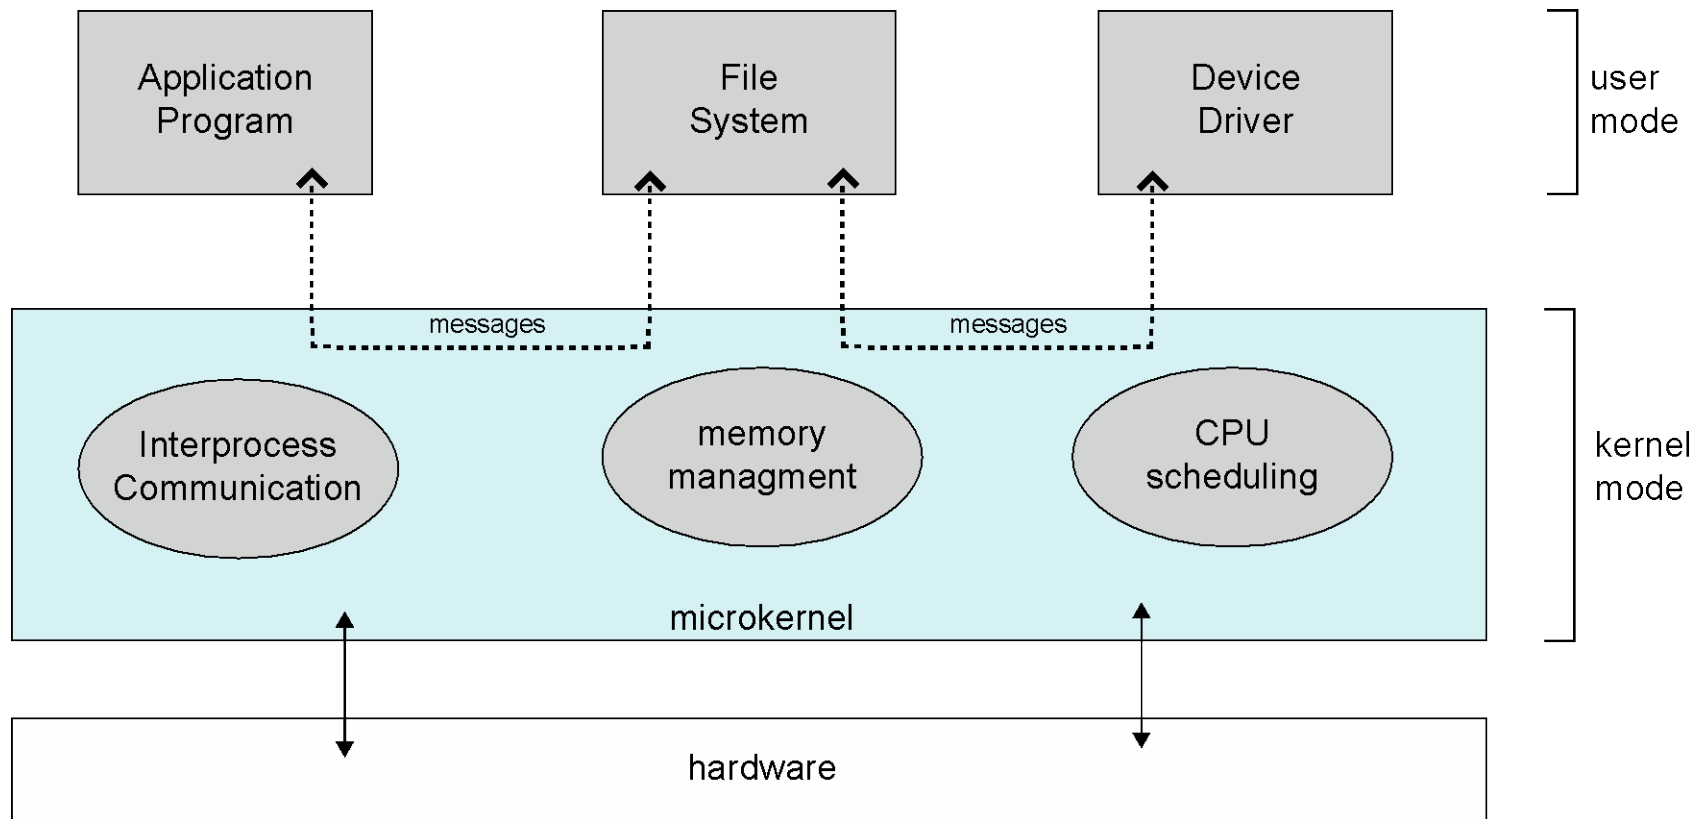 Application
Program
File
System
Device
Driver
user
mode
messages
messages
Interprocess
Communication
memory
managment
CPU
scheduling
kernel
mode
microkernel
hardware